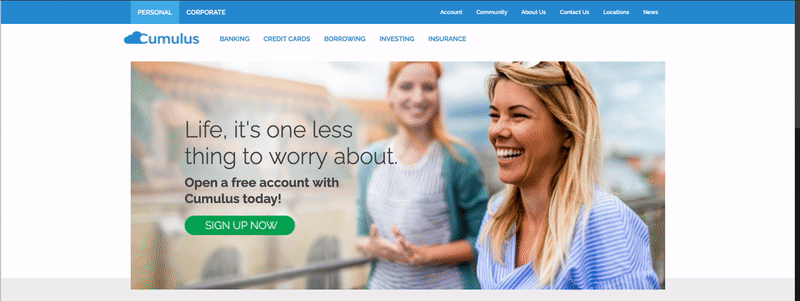 PERSONAL CORPORATE Account Community About Us Contact Us Locations News
Cumulus BANKING CREDIT CARDS BORROWING INVESTING INSURANCE
Life, it's one less
thing to worry about.
Open a free account with
Cumulus today!
SIGN UP NOW